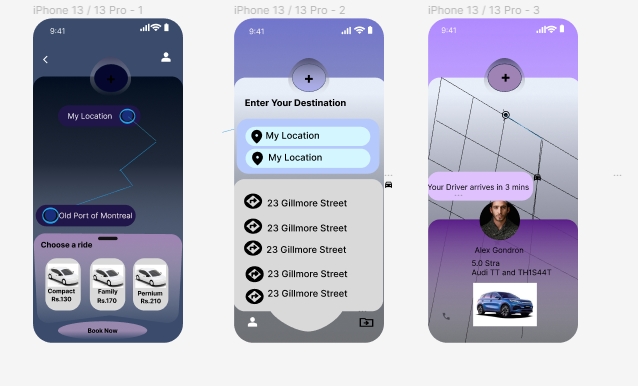 iPhone 13 / 13 Pro - 1
9:41
My Location
Old Port of Montreal
Choose a ride
Compact
Rs.130
Family
Rs.170
Pernium
Rs.210
Book Now
iPhone 13 / 13 Pro - 2
9:41
Enter Your Destination
My Location
My Location
23 Gillmore Street
23 Gillmore Street
23 Gillmore Street
23 Gillmore Street
23 Gillmore Street
iPhone 13 / 13 Pro - 3
9:41
Your Driver arrives in 3 mins
Alex Gondron
5.0 Stra
Audi TT and TH1S44T